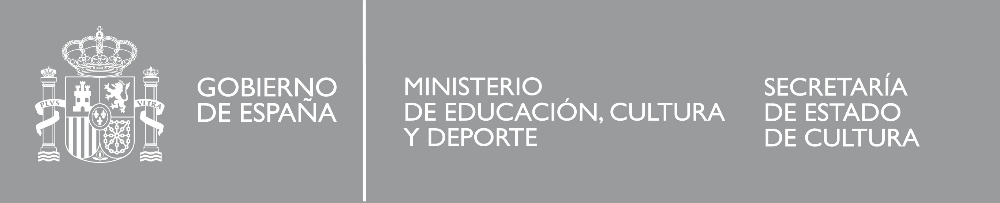 PLVS
VLTRA
GOBIERNO
DE ESPAÑA
MINISTERIO
DE EDUCACIÓN, CULTURA
Y DEPORTE
SECRETARÍA
DE ESTADO
DE CULTURA